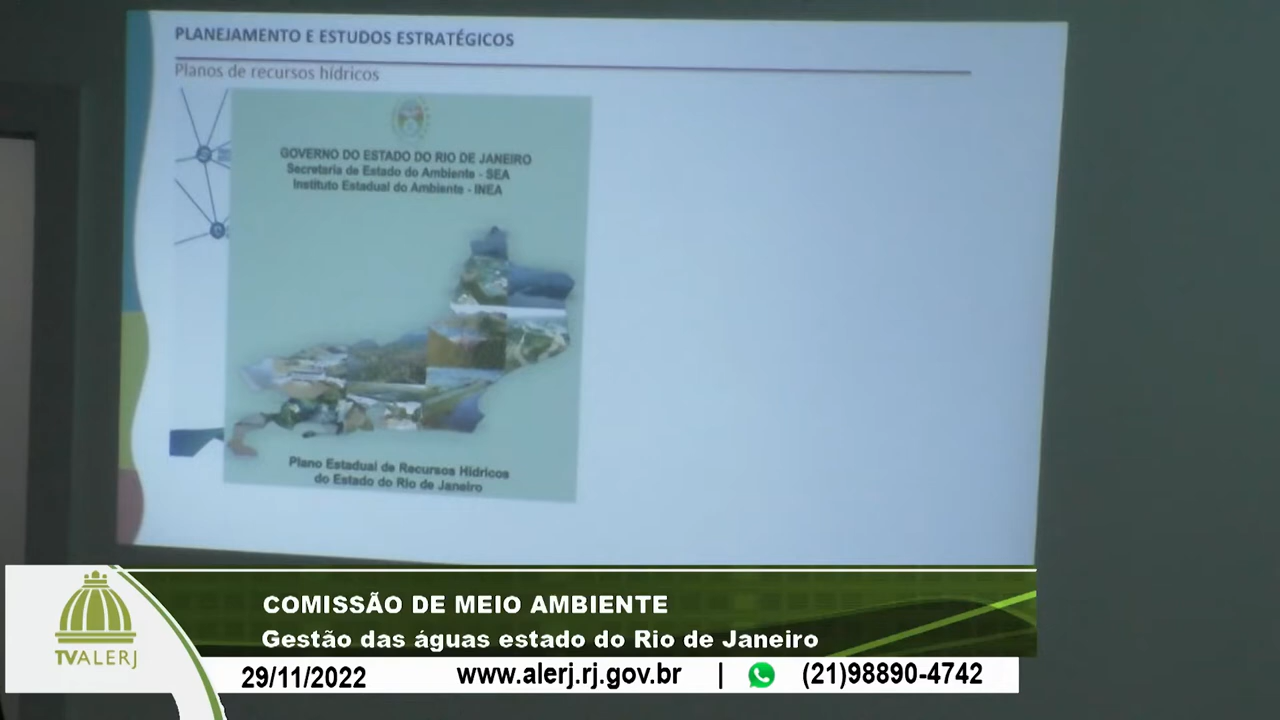 PLANEJAMENTO E ESTUDOS ESTRATÉGICOS
Planos de recursos hídricos
GOVERNO DO ESTADO DO RIO DE JANEIRO
Secretaria de Estado do Ambiente - SEA
Instituto Estadual do Ambiente - INEA
Plano Estadual de Recursos Hídricos
do Estado do Rio de Janeiro
COMISSÃO DE MEIO AMBIENTE
Gestão das águas estado do Rio de Janeiro
TVALERJ
29/11/2022 www.alerj.rj.gov.br | (21)98890-4742